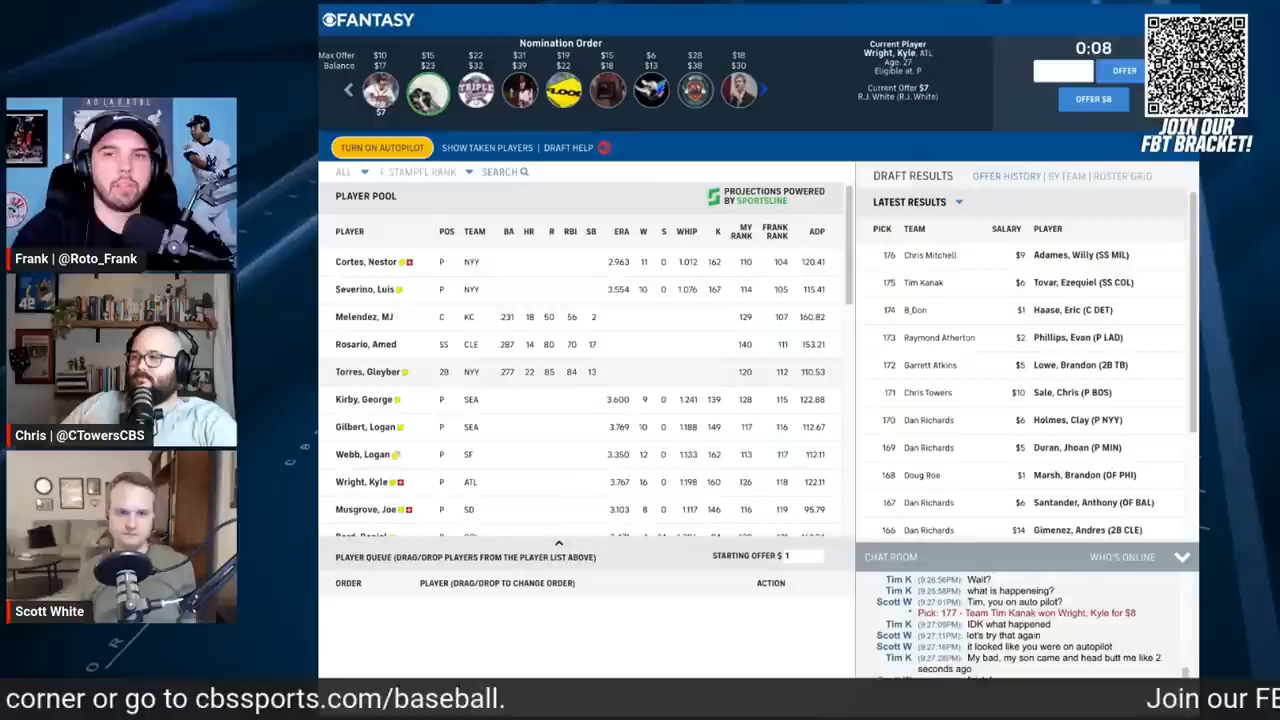 FANTASY
Nomination Order
Max Offer $10 $15 $22 $31 $19 $15 $6 $28 $18
Balance $17 $23 $32 $39 $22 $18 $13 $38 $30
$7
Current Player
Wright, Kyle, ATL
Age: 27
Eligible at: P
Current Offer $7
R.J. White (R.J. White)
0:08
OFFER
OFFER $8
JOIN OUR
FBT BRACKET!
TURN ON AUTOPILOT
SHOW TAKEN PLAYERS | DRAFT HELP
ALL
F STAMPFL RANK
SEARCH
PLAYER POOL
PROJECTIONS POWERED
BY SPORTSLINE
PLAYER POS TEAM BA HR R RBI SB ERA W S WHIP K MY RANK FRANK RANK ADP
Cortes, Nestor P NYY 2.963 11 0 1.012 162 110 104 120.41
Severino, Luis P NYY 3.554 10 0 1.076 167 114 105 115.41
Melendez, MJ C KC .231 18 50 56 2 129 107 160.82
Rosario, Amed SS CLE .287 14 80 70 17 140 111 153.21
Torres, Gleyber 2B NYY .277 22 85 84 13 120 112 110.53
Kirby, George P SEA 3.600 9 0 1.241 139 128 115 122.88
Gilbert, Logan P SEA 3.769 10 0 1.188 149 117 116 112.67
Webb, Logan P SF 3.350 12 0 1.133 162 113 117 112.11
Wright, Kyle P ATL 3.767 16 0 1.198 160 126 118 122.11
Musgrove, Joe P SD 3.103 8 0 1.117 146 116 119 95.79
PLAYER QUEUE (DRAG/DROP PLAYERS FROM THE PLAYER LIST ABOVE)
STARTING OFFER $ 1
ORDER PLAYER (DRAG/DROP TO CHANGE ORDER) ACTION
DRAFT RESULTS
OFFER HISTORY | BY TEAM | ROSTER GRID
LATEST RESULTS
PICK TEAM SALARY PLAYER
176 Chris Mitchell $9 Adames, Willy (SS MIL)
175 Tim Kanak $6 Tovar, Ezequiel (SS COL)
174 B_Don $1 Haase, Eric (C DET)
173 Raymond Atherton $2 Phillips, Evan (P LAD)
172 Garrett Atkins $5 Lowe, Brandon (2B TB)
171 Chris Towers $10 Sale, Chris (P BOS)
170 Dan Richards $6 Holmes, Clay (P NYY)
169 Dan Richards $5 Duran, Jhoan (P MIN)
168 Doug Roe $1 Marsh, Brandon (OF PHI)
167 Dan Richards $6 Santander, Anthony (OF BAL)
166 Dan Richards $14 Gimenez, Andres (2B CLE)
CHAT ROOM
WHO'S ONLINE
Tim K (9:26:56PM): Wait?
Tim K (9:26:58PM): what is happeneing?
Scott W (9:27:01PM): Tim, you on auto pilot?
* Pick: 177 - Team Tim Kanak won Wright, Kyle for $8
Tim K (9:27:09PM): IDK what happened
Scott W (9:27:11PM): let's try that again
Scott W (9:27:16PM): it looked like you were on autopilot
Tim K (9:27:28PM): My bad, my son came and head butt me like 2
seconds ago
Frank | @Roto_Frank
Chris | @CTowersCBS
Scott White
corner or go to cbssports.com/baseball.
Join our FB